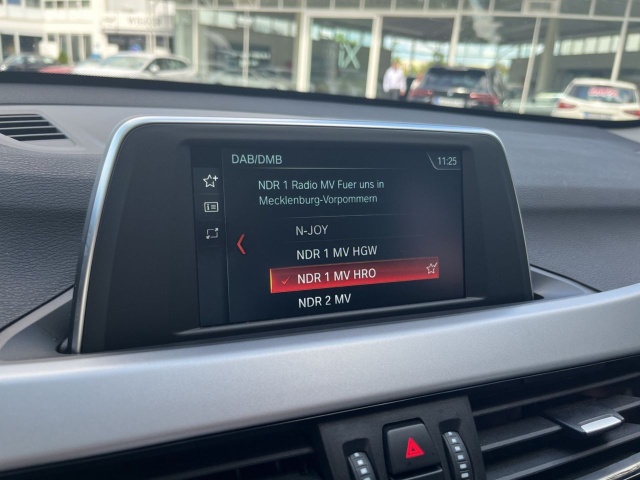 DAB/DMB
11:25
NDR 1 Radio MV Fuer uns in
Mecklenburg-Vorpommern
N-JOY
NDR 1 MV HGW
NDR 1 MV HRO
NDR 2 MV